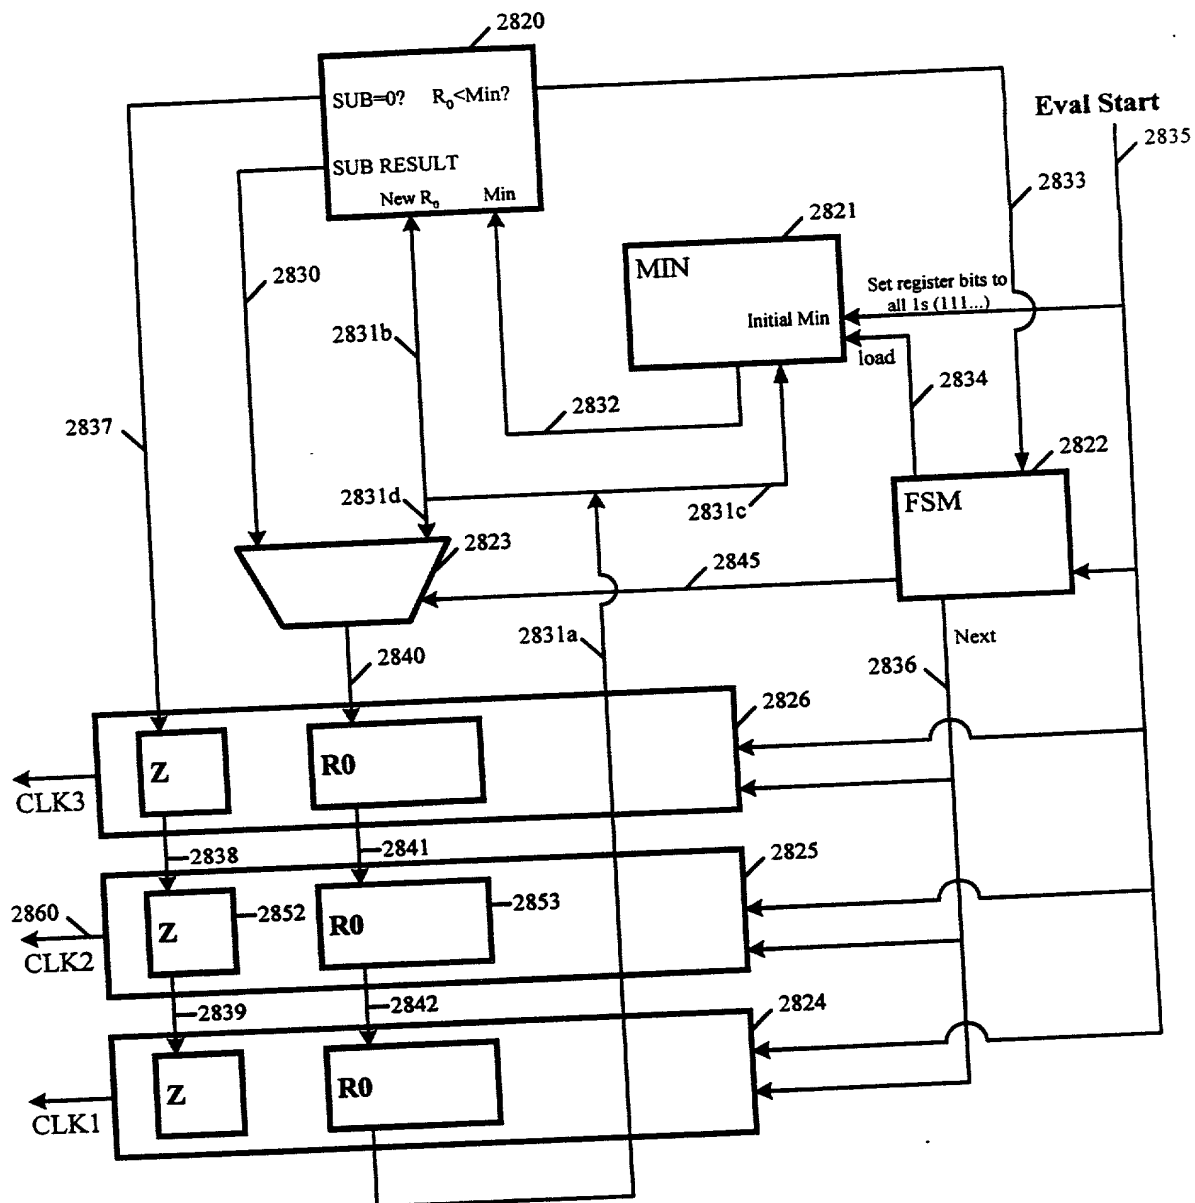 2820
SUB=0? R₀<Min?
SUB RESULT
New R₀ Min
Eval Start
2835
2833
2821
MIN
Set register bits to
all 1s (111...)
Initial Min
load
2830
2831b
2832
2834
2837
2822
FSM
2831d
2831c
2823
2845
2831a
Next
2840
2836
2826
Z
R0
CLK3
2838
2841
2825
2860
Z
2852
R0
2853
CLK2
2839
2842
2824
Z
R0
CLK1